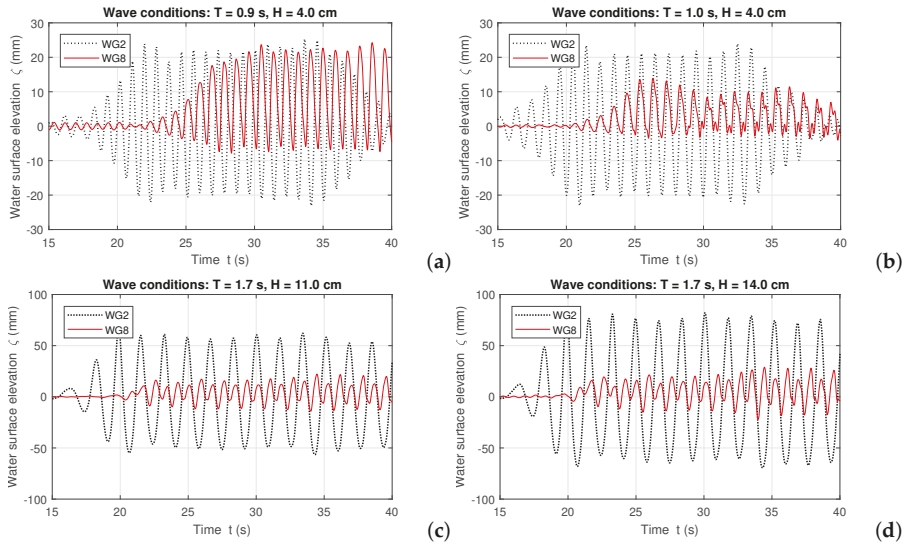 Wave conditions: T = 0.9 s, H = 4.0 cm
Water surface elevation ζ (mm)
30
20
10
0
-10
-20
-30
WG2
WG8
15 20 25 30 35 40
Time t (s)
(a)
Wave conditions: T = 1.0 s, H = 4.0 cm
Water surface elevation ζ (mm)
30
20
10
0
-10
-20
-30
WG2
WG8
15 20 25 30 35 40
Time t (s)
(b)
Wave conditions: T = 1.7 s, H = 11.0 cm
Water surface elevation ζ (mm)
100
50
0
-50
-100
WG2
WG8
15 20 25 30 35 40
Time t (s)
(c)
Wave conditions: T = 1.7 s, H = 14.0 cm
Water surface elevation ζ (mm)
100
50
0
-50
-100
WG2
WG8
15 20 25 30 35 40
Time t (s)
(d)